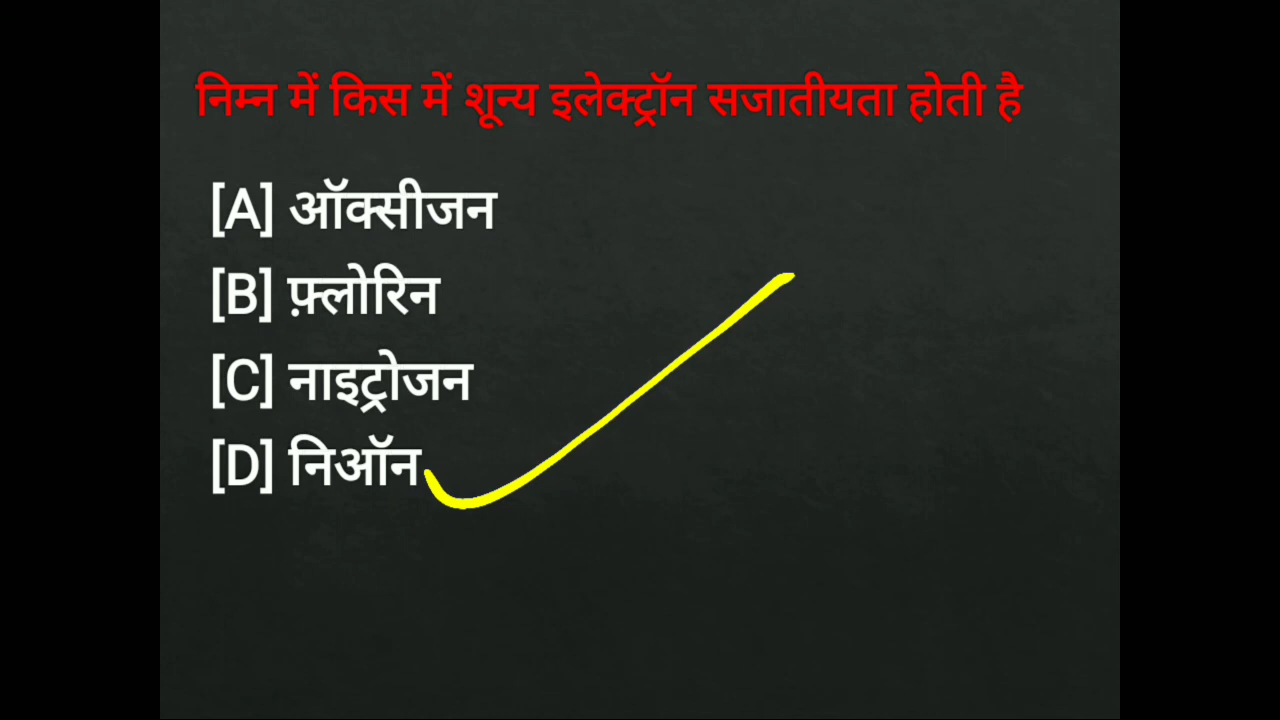 निम्न में किस में शून्य इलेक्ट्रॉन सजातीयता होती है
[A] ऑक्सीजन
[B] फ़्लोरिन
[C] नाइट्रोजन
[D] निऑन